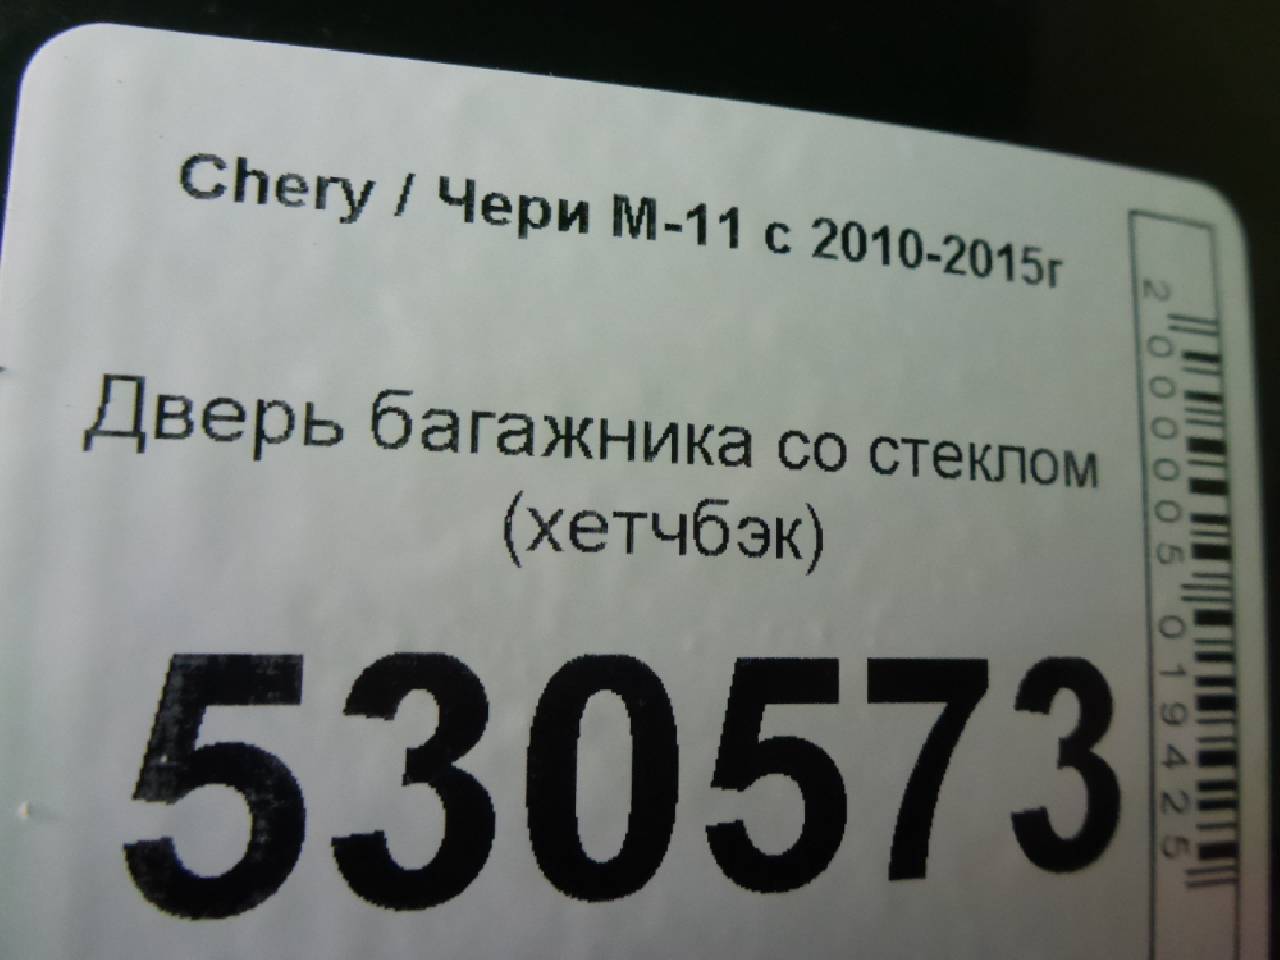 Chery / Чери М-11 с 2010-2015г
Дверь багажника со стеклом
(хетчбэк)
530573
2000005019425